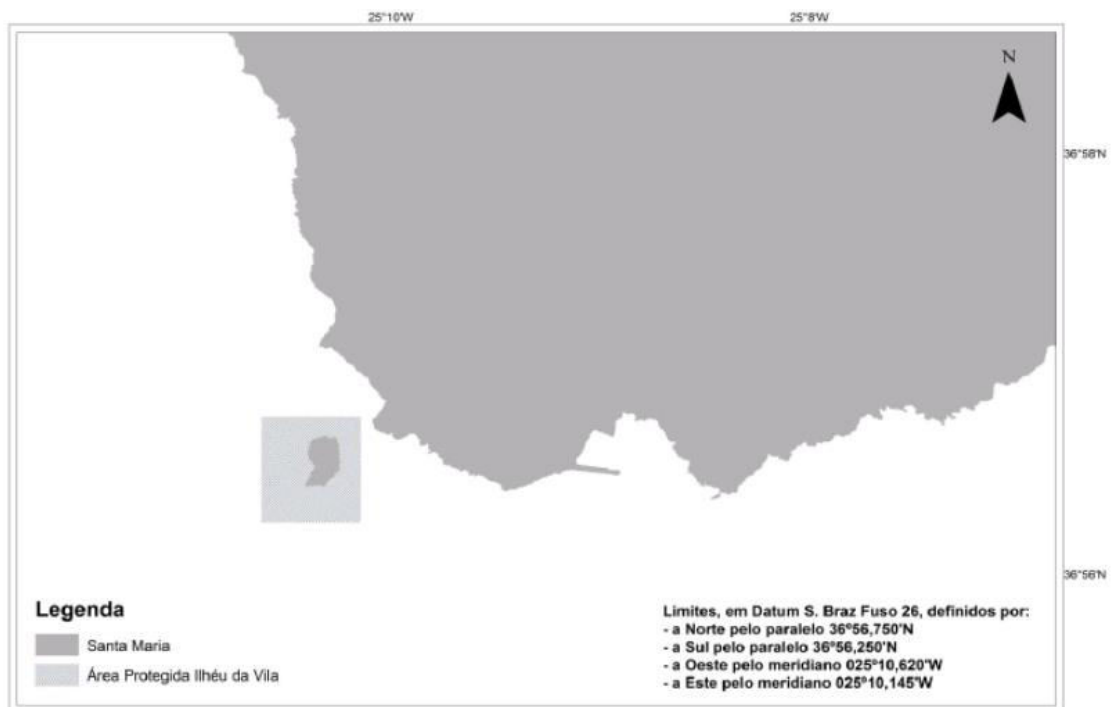 25°10'W
25°8'W
N
36°58'N
36°56'N
Legenda
Santa Maria
Área Protegida Ilhéu da Vila
Limites, em Datum S. Braz Fuso 26, definidos por:
- a Norte pelo paralelo 36º56,750'N
- a Sul pelo paralelo 36º56,250'N
- a Oeste pelo meridiano 025º10,620'W
- a Este pelo meridiano 025º10,145'W